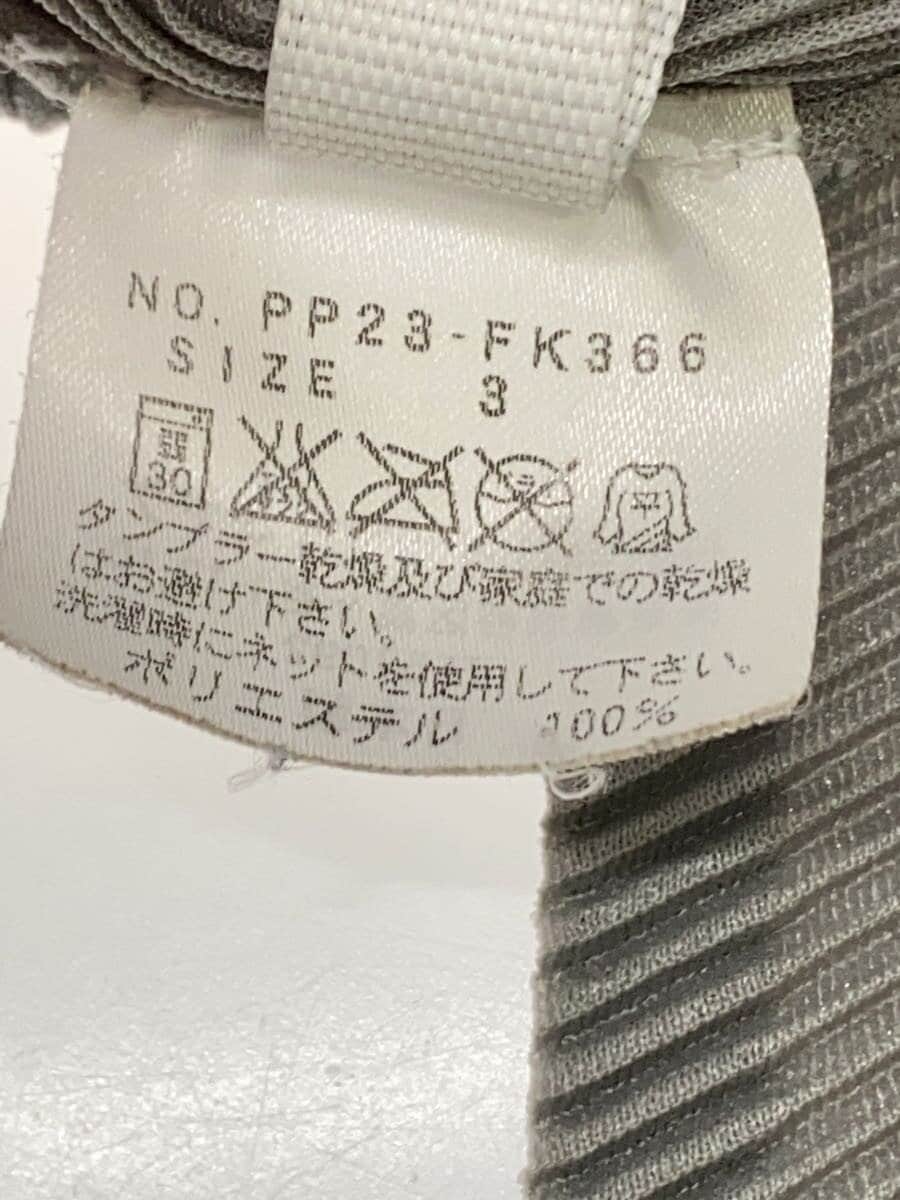 NO. PP23-FK366
SIZE 3
弱
30
平
タンブラー乾燥及び家庭での乾燥
はお避け下さい。
洗濯時にネットを使用して下さい。
ポリエステル 100%